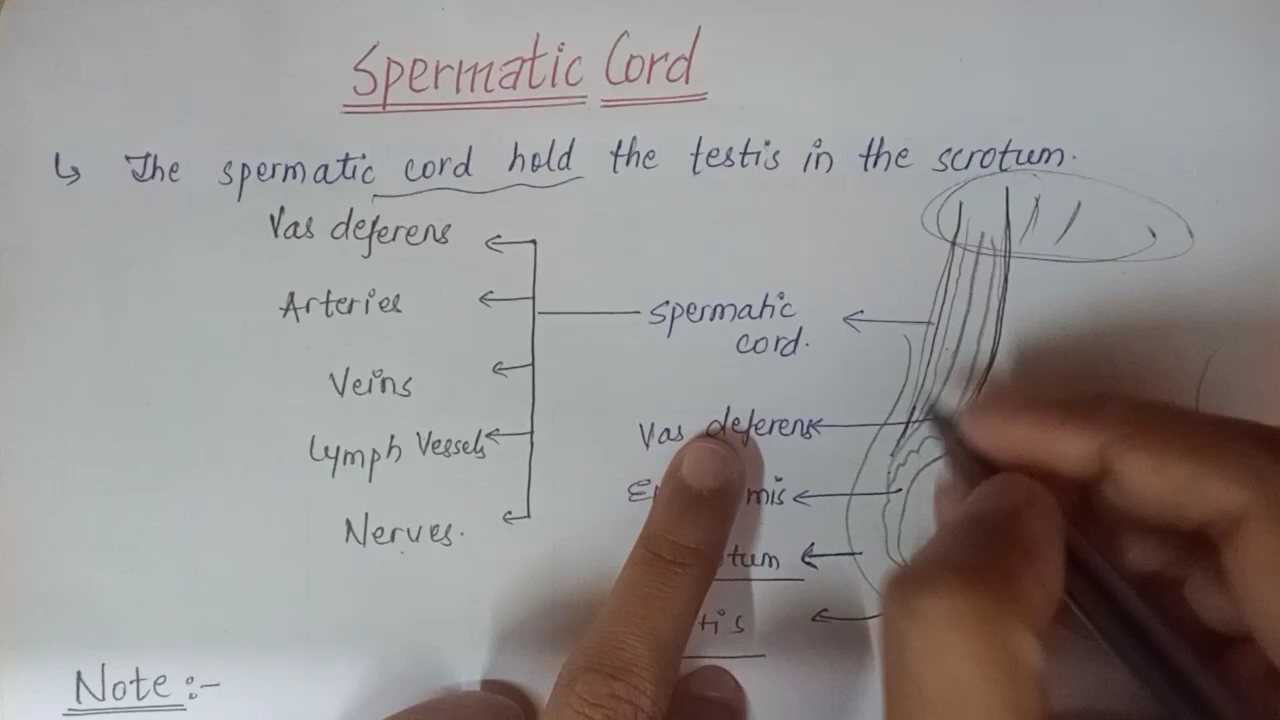 Spermatic Cord
↳ The spermatic cord hold the testis in the scrotum.
Vas deferens
Arteries
Veins
Lymph Vessels
Nerves.
Spermatic
cord.
Vas deferens
Note:-